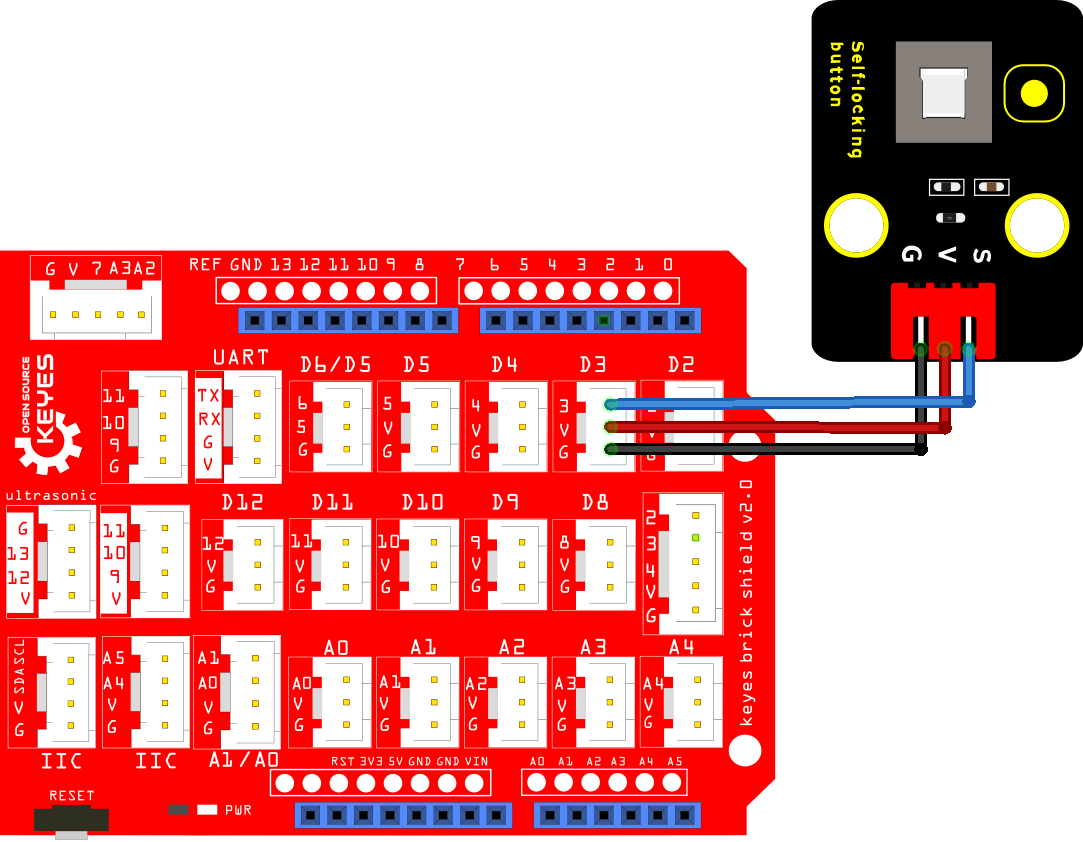 Self-locking
button
G V S
G V 7 A3A2
REF GND 13 12 11 10 9 8
7 6 5 4 3 2 1 0
OPEN SOURCE
KEYES
11
10
9
G
UART
TX
RX
G
V
D6/D5
6
5
G
D5
5
V
G
D4
4
V
G
D3
3
V
G
D2
V
G
ultrasonic
G
13
12
V
11
10
9
V
D12
12
V
G
D11
11
V
G
D10
10
V
G
D9
9
V
G
D8
8
V
G
2
3
4
V
G
keyes brick shield v2.0
SCL
SDA
V
G
IIC
A5
A4
V
G
IIC
A1
A0
V
G
A1/A0
A0
A0
V
G
A1
A1
V
G
A2
A2
V
G
A3
A3
V
G
A4
A4
V
G
RST 3V3 5V GND GND VIN
A0 A1 A2 A3 A4 A5
RESET
PWR